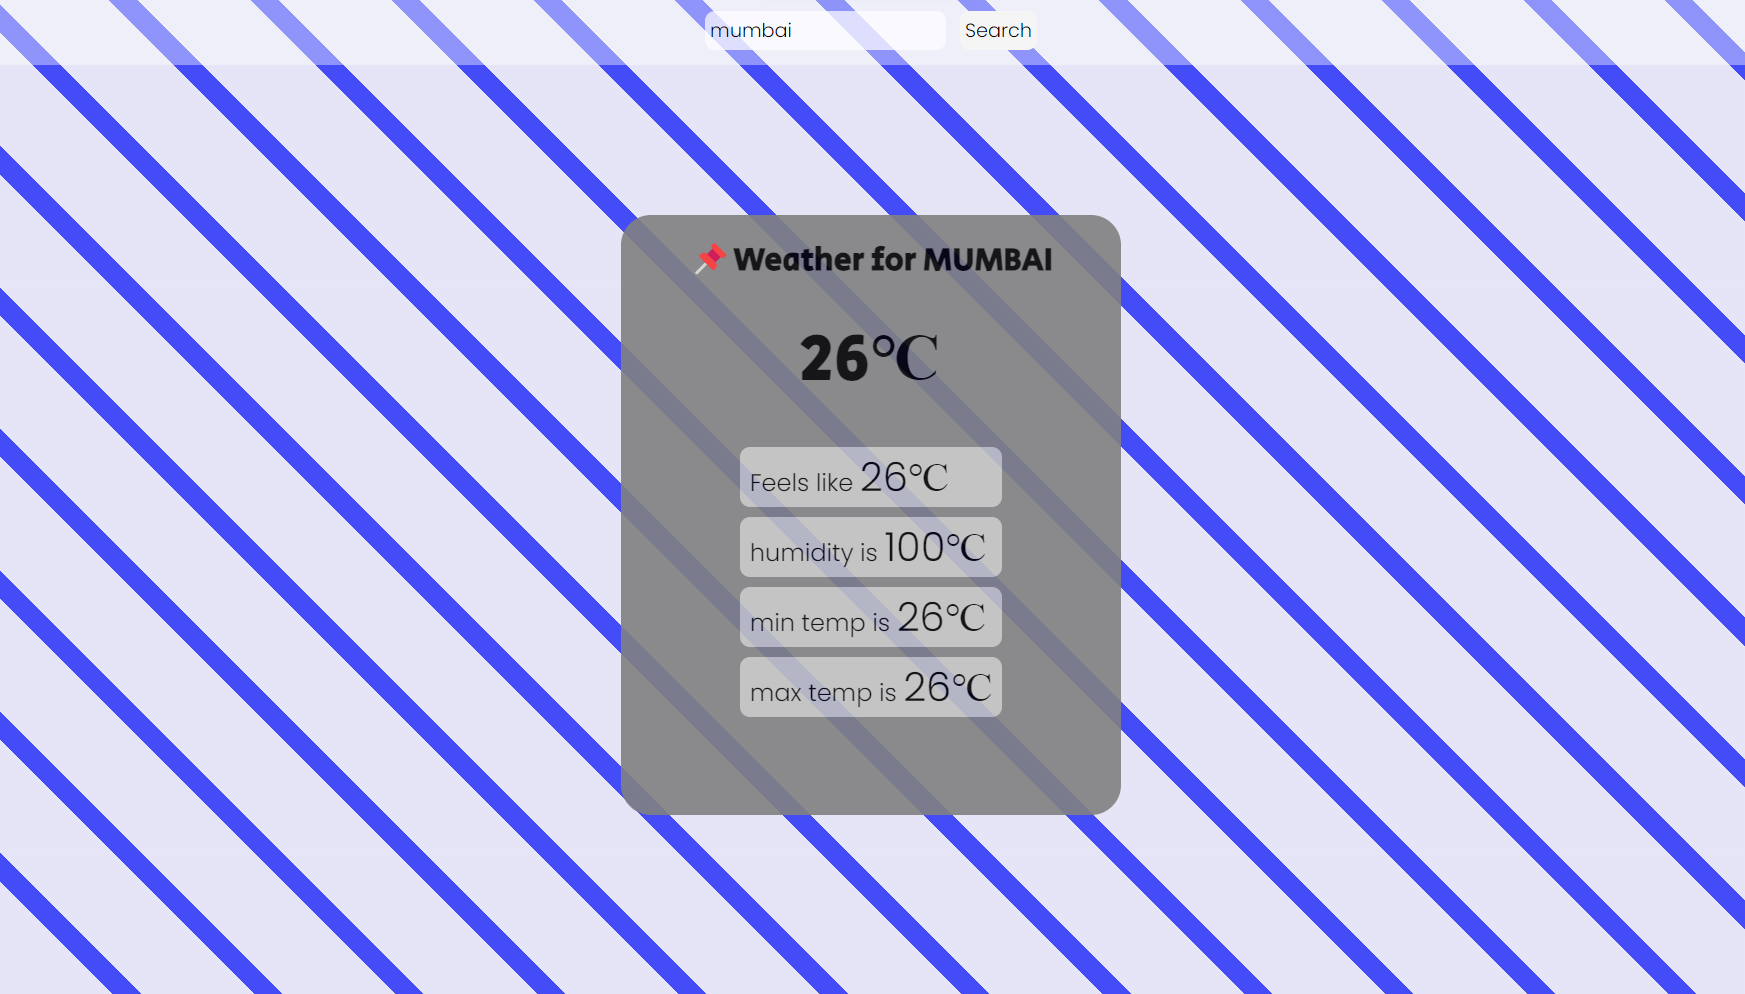 mumbai Search
📌 Weather for MUMBAI
26℃
Feels like 26℃
humidity is 100℃
min temp is 26℃
max temp is 26℃